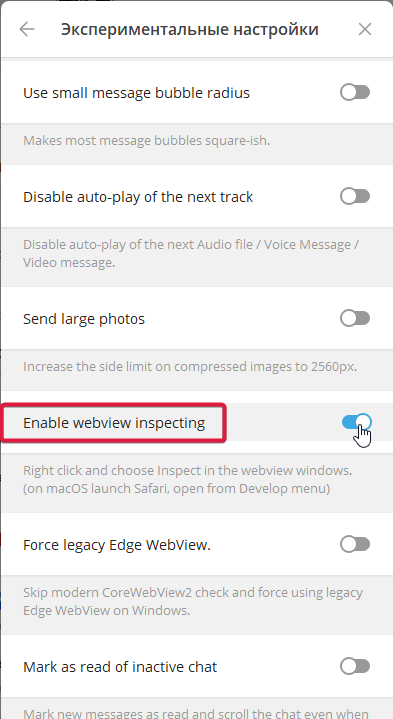 Экспериментальные настройки
Use small message bubble radius
Makes most message bubbles square-ish.
Disable auto-play of the next track
Disable auto-play of the next Audio file / Voice Message /
Video message.
Send large photos
Increase the side limit on compressed images to 2560px.
Enable webview inspecting
Right click and choose Inspect in the webview windows.
(on macOS launch Safari, open from Develop menu)
Force legacy Edge WebView.
Skip modern CoreWebView2 check and force using legacy
Edge WebView on Windows.
Mark as read of inactive chat
Mark new messages as read and scroll the chat even when